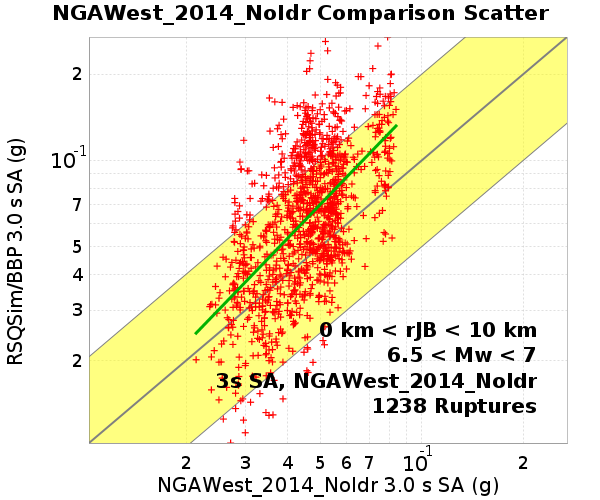 NGAWest_2014_NoIdr Comparison Scatter
RSQSim/BBP 3.0 s SA (g)
2
10-1
7
5
4
3
2
0 km < rJB < 10 km
6.5 < Mw < 7
3s SA, NGAWest_2014_NoIdr
1238 Ruptures
2 3 4 5 6 7 10-1 2
NGAWest_2014_NoIdr 3.0 s SA (g)